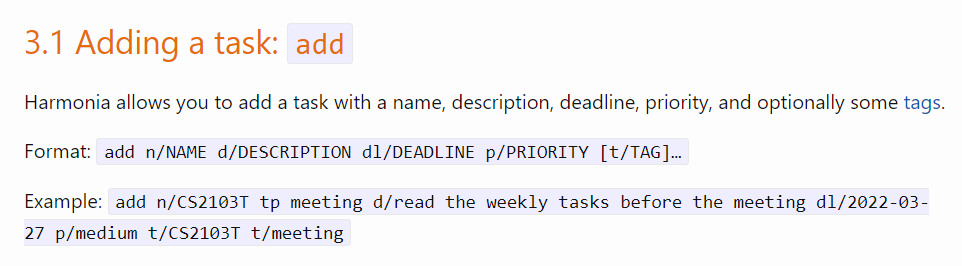 3.1 Adding a task: add
Harmonia allows you to add a task with a name, description, deadline, priority, and optionally some tags.
Format: add n/NAME d/DESCRIPTION dl/DEADLINE p/PRIORITY [t/TAG]…
Example: add n/CS2103T tp meeting d/read the weekly tasks before the meeting dl/2022-03-
27 p/medium t/CS2103T t/meeting